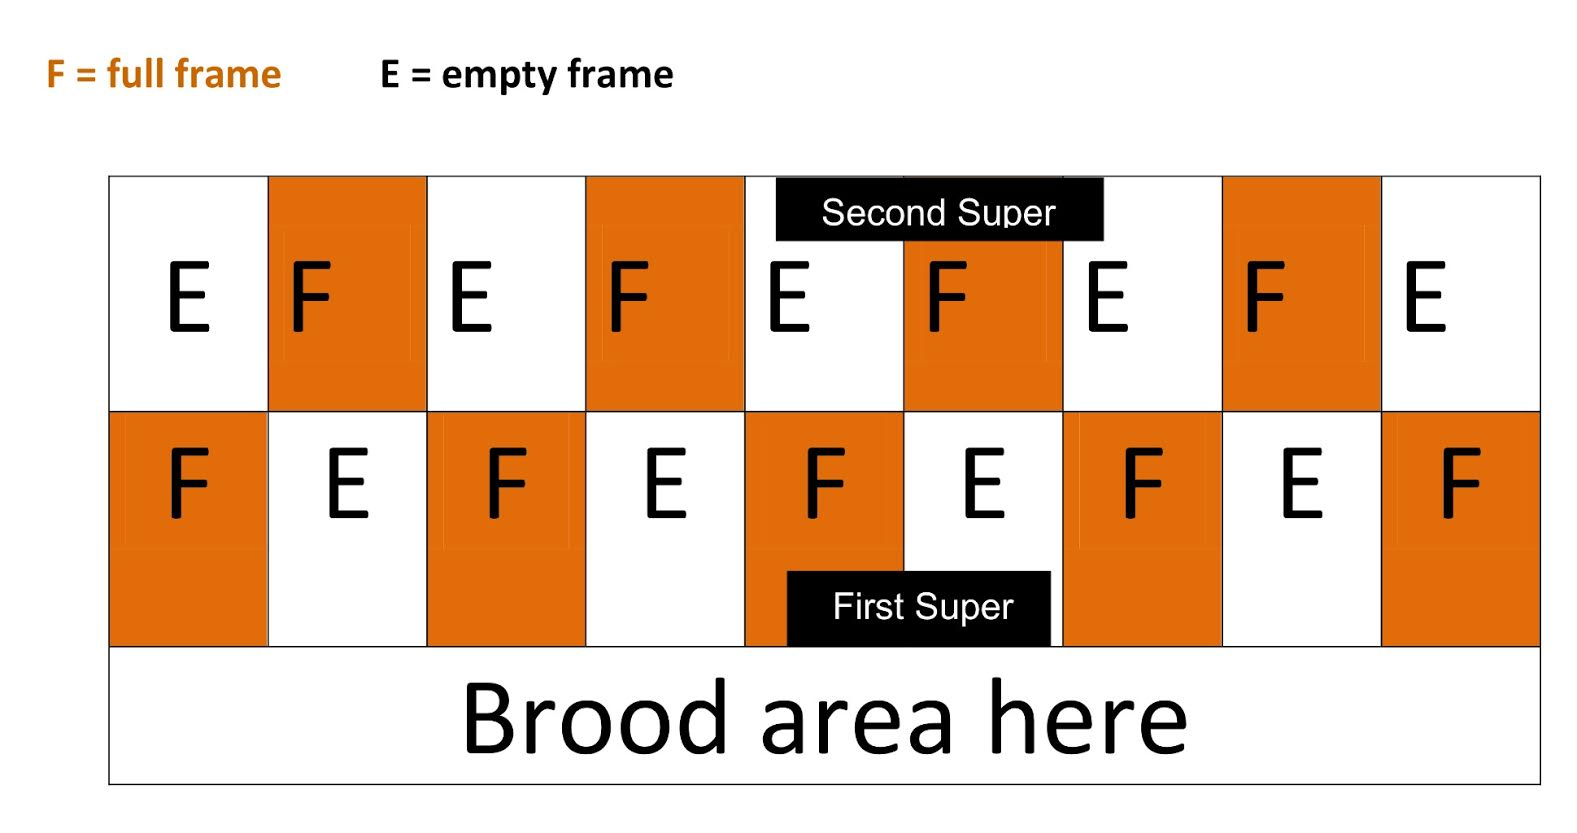 F = full frame E = empty frame
Second Super
E F E F E F E F E
F E F E F E F E F
First Super
Brood area here